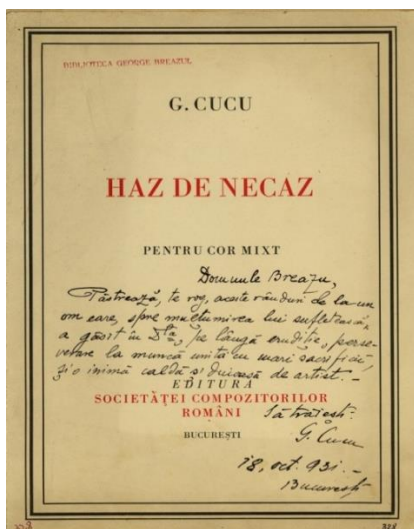 BIBLIOTECA GEORGE BREAZUL
G. CUCU
HAZ DE NECAZ
PENTRU COR MIXT
Domnule Breazu,
Păstrează, te rog, aceste rânduri de la un
om care, spre mulțumirea lui sufletească,
a găsit în Dta, pe lângă erudiție, perse-
verare la muncă unită cu mari sacrificii,
și o inimă caldă și duioasă de artist. –
EDITURA
SOCIETĂȚEI COMPOZITORILOR
ROMÂNI
Să trăiești.
BUCUREȘTI
G. Cucu
18, oct. 931. –
București